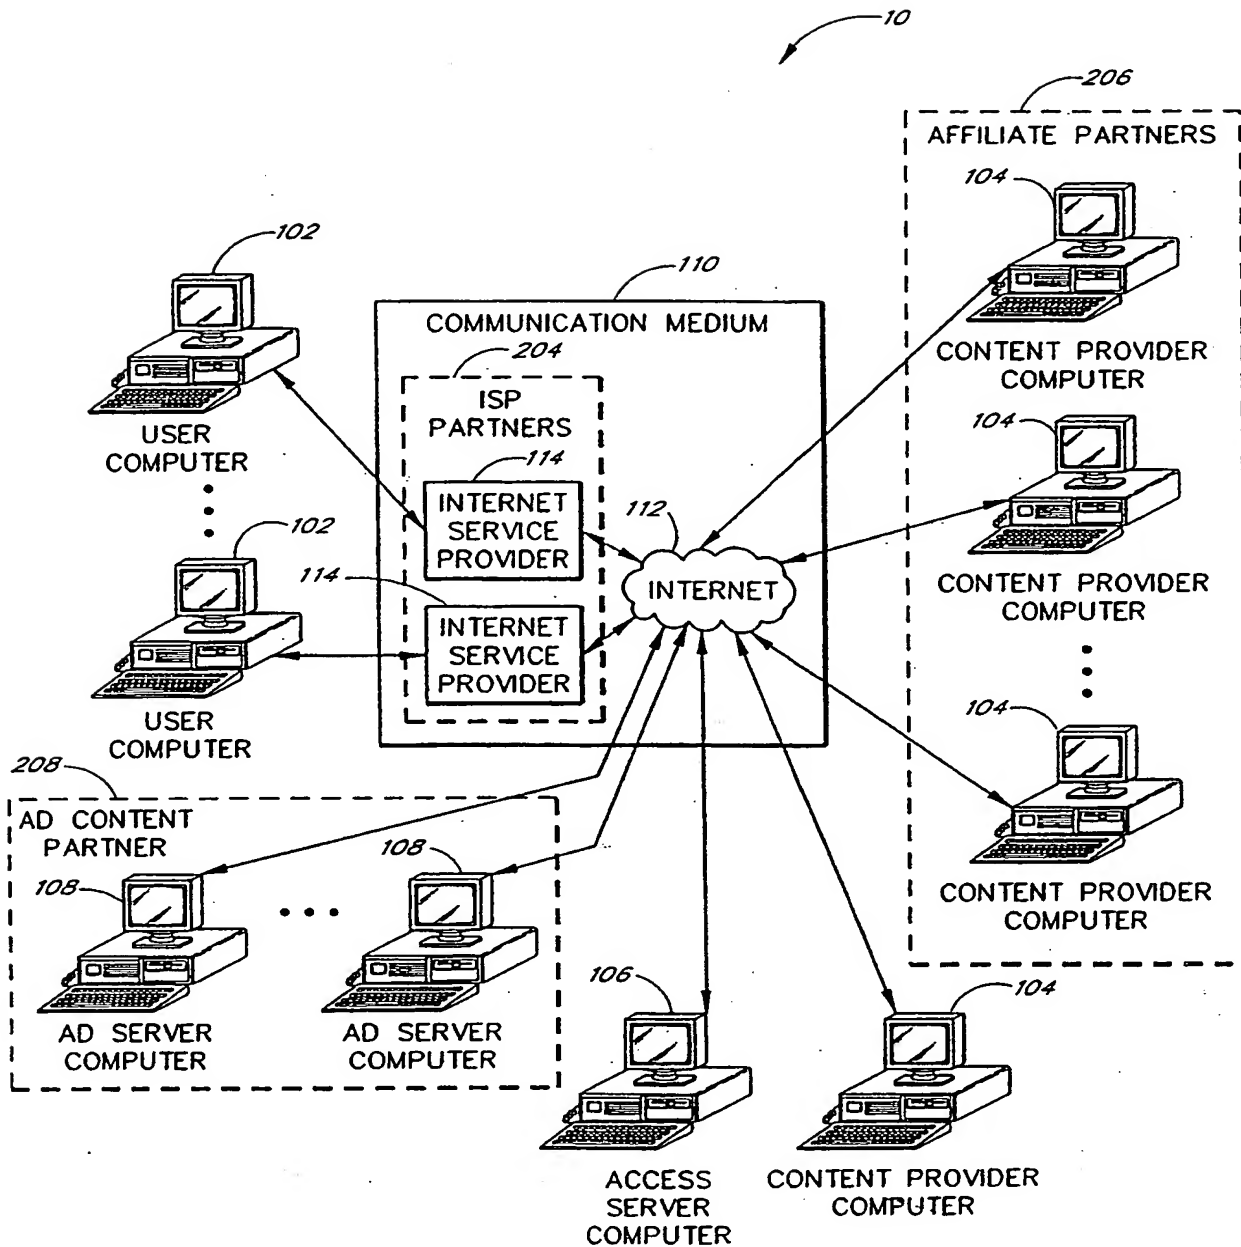 10
206
AFFILIATE PARTNERS
104
CONTENT PROVIDER
COMPUTER
104
CONTENT PROVIDER
COMPUTER
104
CONTENT PROVIDER
COMPUTER
102
USER
COMPUTER
102
USER
COMPUTER
110
COMMUNICATION MEDIUM
204
ISP
PARTNERS
114
INTERNET
SERVICE
PROVIDER
114
INTERNET
SERVICE
PROVIDER
112
INTERNET
208
AD CONTENT
PARTNER
108
AD SERVER
COMPUTER
108
AD SERVER
COMPUTER
106
ACCESS
SERVER
COMPUTER
104
CONTENT PROVIDER
COMPUTER